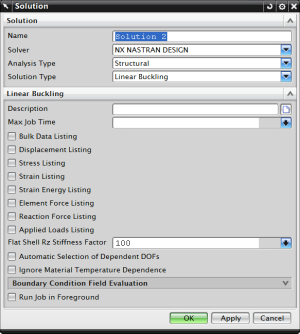 Solution
Solution
Name Solution 2
Solver NX NASTRAN DESIGN
Analysis Type Structural
Solution Type Linear Buckling
Linear Buckling
Description
Max Job Time
Bulk Data Listing
Displacement Listing
Stress Listing
Strain Listing
Strain Energy Listing
Element Force Listing
Reaction Force Listing
Applied Loads Listing
Flat Shell Rz Stiffness Factor 100
Automatic Selection of Dependent DOFs
Ignore Material Temperature Dependence
Boundary Condition Field Evaluation
Run Job in Foreground
OK Apply Cancel